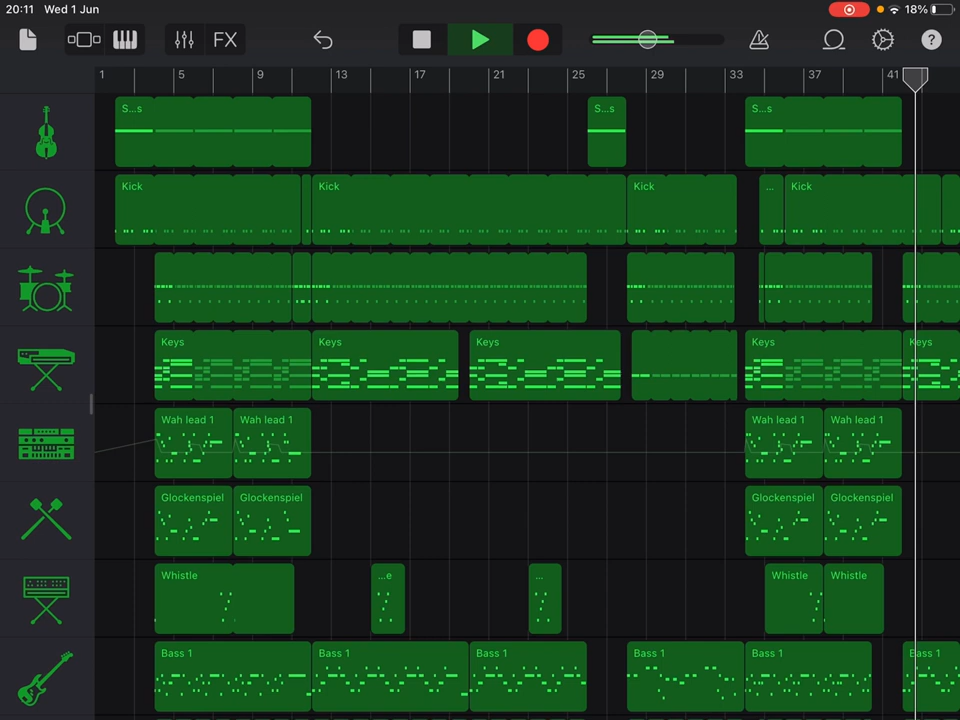 20:11 Wed 1 Jun 18%
FX ?
1 5 9 13 17 21 25 29 33 37 41
S...s S...s S...s
Kick Kick Kick ... Kick
Keys Keys Keys Keys Keys
Wah lead 1 Wah lead 1 Wah lead 1 Wah lead 1
Glockenspiel Glockenspiel Glockenspiel Glockenspiel
Whistle ...e ... Whistle Whistle
Bass 1 Bass 1 Bass 1 Bass 1 Bass 1 Bass 1